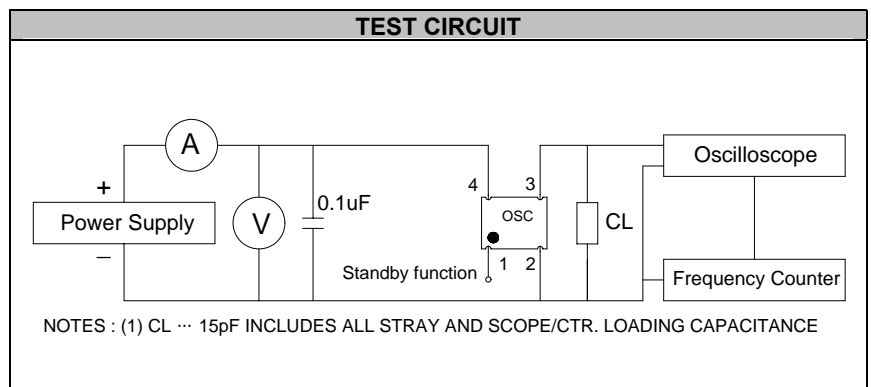 TEST CIRCUIT
A
Oscilloscope
+
4
3
0.1uF
Power Supply
V
OSC
CL
–
Standby function
1
2
Frequency Counter
NOTES : (1) CL ··· 15pF INCLUDES ALL STRAY AND SCOPE/CTR. LOADING CAPACITANCE